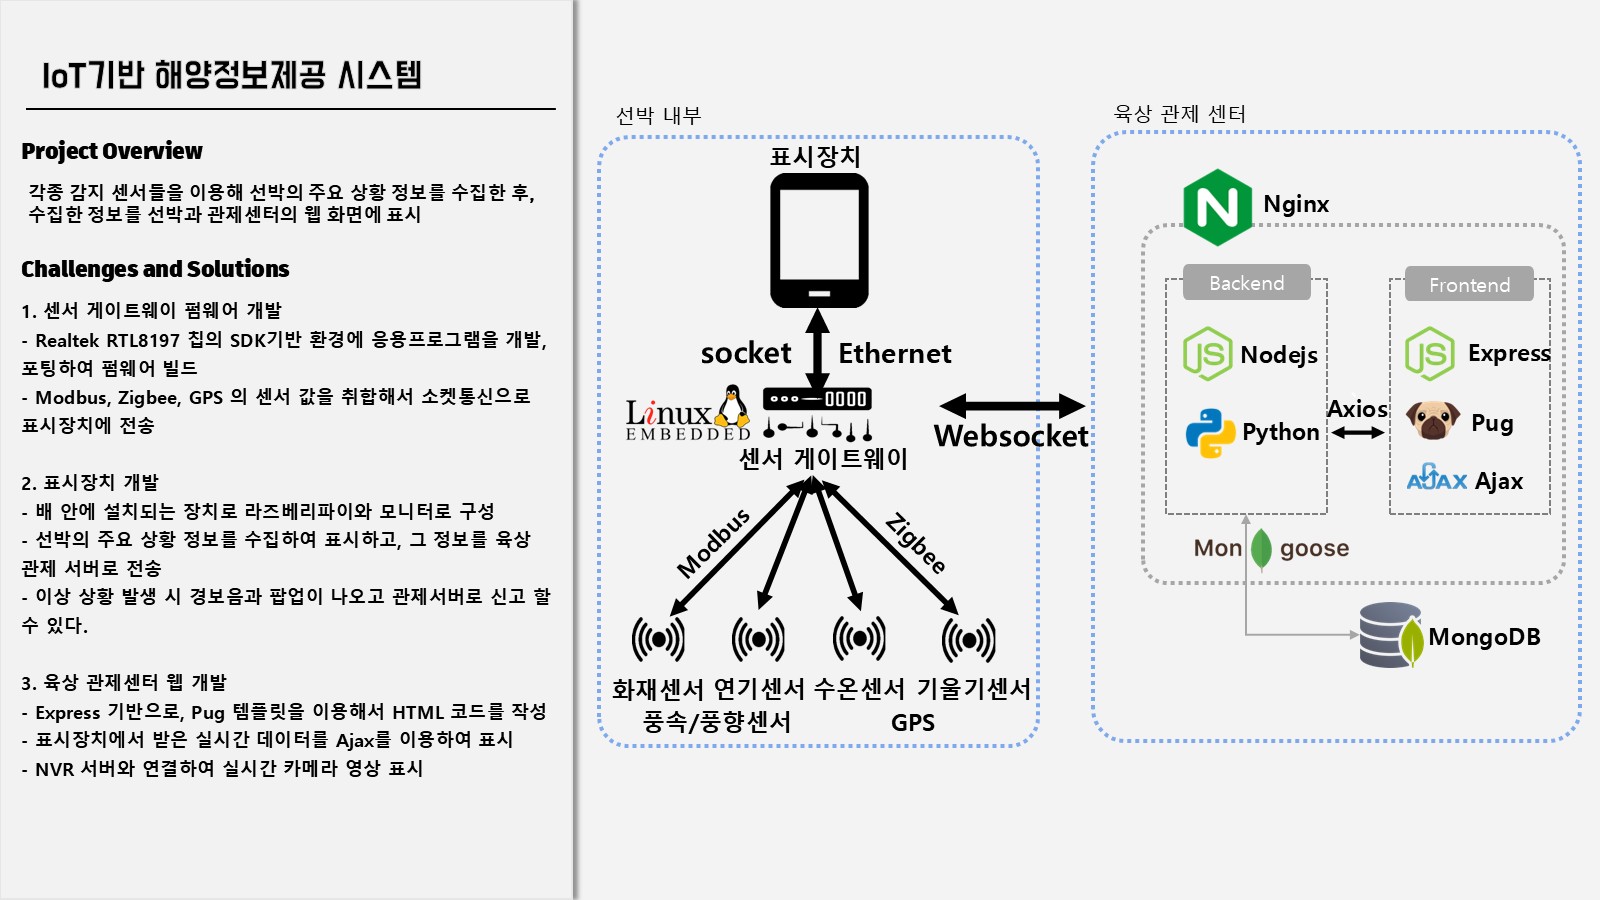 IoT기반 해양정보제공 시스템
Project Overview
각종 감지 센서들을 이용해 선박의 주요 상황 정보를 수집한 후,
수집한 정보를 선박과 관제센터의 웹 화면에 표시
Challenges and Solutions
1. 센서 게이트웨이 펌웨어 개발
- Realtek RTL8197 칩의 SDK기반 환경에 응용프로그램을 개발,
포팅하여 펌웨어 빌드
- Modbus, Zigbee, GPS 의 센서 값을 취합해서 소켓통신으로
표시장치에 전송
2. 표시장치 개발
- 배 안에 설치되는 장치로 라즈베리파이와 모니터로 구성
- 선박의 주요 상황 정보를 수집하여 표시하고, 그 정보를 육상
관제 서버로 전송
- 이상 상황 발생 시 경보음과 팝업이 나오고 관제서버로 신고 할
수 있다.
3. 육상 관제센터 웹 개발
- Express 기반으로, Pug 템플릿을 이용해서 HTML 코드를 작성
- 표시장치에서 받은 실시간 데이터를 Ajax를 이용하여 표시
- NVR 서버와 연결하여 실시간 카메라 영상 표시
선박 내부
표시장치
socket
Ethernet
Linux
EMBEDDED
센서 게이트웨이
Websocket
Modbus
Zigbee
화재센서 연기센서 수온센서 기울기센서
풍속/풍향센서 GPS
육상 관제 센터
N
Nginx
Backend
JS
Nodejs
Python
Axios
Frontend
JS
Express
Pug
AJAX
Ajax
Mon goose
MongoDB